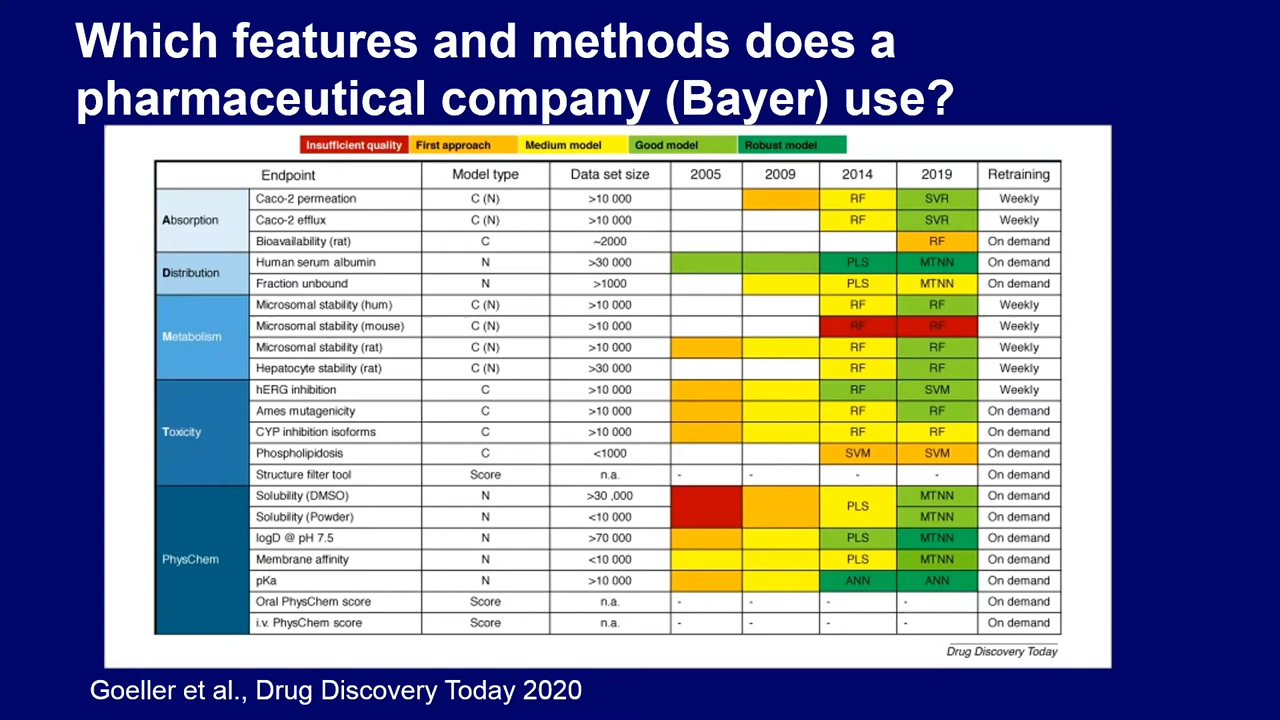 Which features and methods does a
pharmaceutical company (Bayer) use?
Insufficient quality First approach Medium model Good model Robust model
Endpoint Model type Data set size 2005 2009 2014 2019 Retraining
Absorption
Caco-2 permeation C (N) >10 000 RF SVR Weekly
Caco-2 efflux C (N) >10 000 RF SVR Weekly
Bioavailability (rat) C ~2000 RF On demand
Distribution
Human serum albumin N >30 000 PLS MTNN On demand
Fraction unbound N >1000 PLS MTNN On demand
Metabolism
Microsomal stability (hum) C (N) >10 000 RF RF Weekly
Microsomal stability (mouse) C (N) >10 000 RF RF Weekly
Microsomal stability (rat) C (N) >10 000 RF RF Weekly
Hepatocyte stability (rat) C (N) >30 000 RF RF Weekly
Toxicity
hERG inhibition C >10 000 RF SVM Weekly
Ames mutagenicity C >10 000 RF RF On demand
CYP inhibition isoforms C >10 000 RF RF On demand
Phospholipidosis C <1000 SVM SVM On demand
Structure filter tool Score n.a. - - - - On demand
PhysChem
Solubility (DMSO) N >30 ,000 PLS MTNN On demand
Solubility (Powder) N <10 000 MTNN On demand
logD @ pH 7.5 N >70 000 PLS MTNN On demand
Membrane affinity N <10 000 PLS MTNN On demand
pKa N >10 000 ANN ANN On demand
Oral PhysChem score Score n.a. - - - - On demand
i.v. PhysChem score Score n.a. - - - - On demand
Drug Discovery Today
Goeller et al., Drug Discovery Today 2020